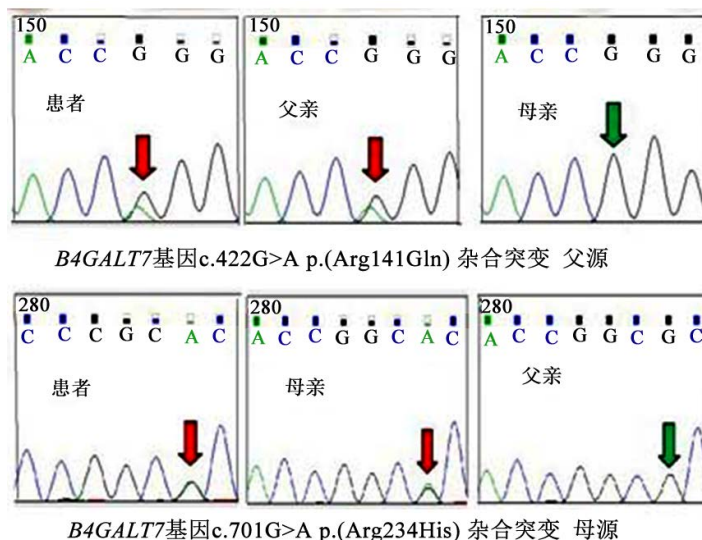 150 150 150
A C C G G G A C C G G G A C C G G G
患者 父亲 母亲
B4GALT7基因c.422G>A p.(Arg141Gln) 杂合突变 父源
280 280 280
C C C G C A C A C C G G C A C A C C G G C G C
患者 母亲 父亲
B4GALT7基因c.701G>A p.(Arg234His) 杂合突变 母源